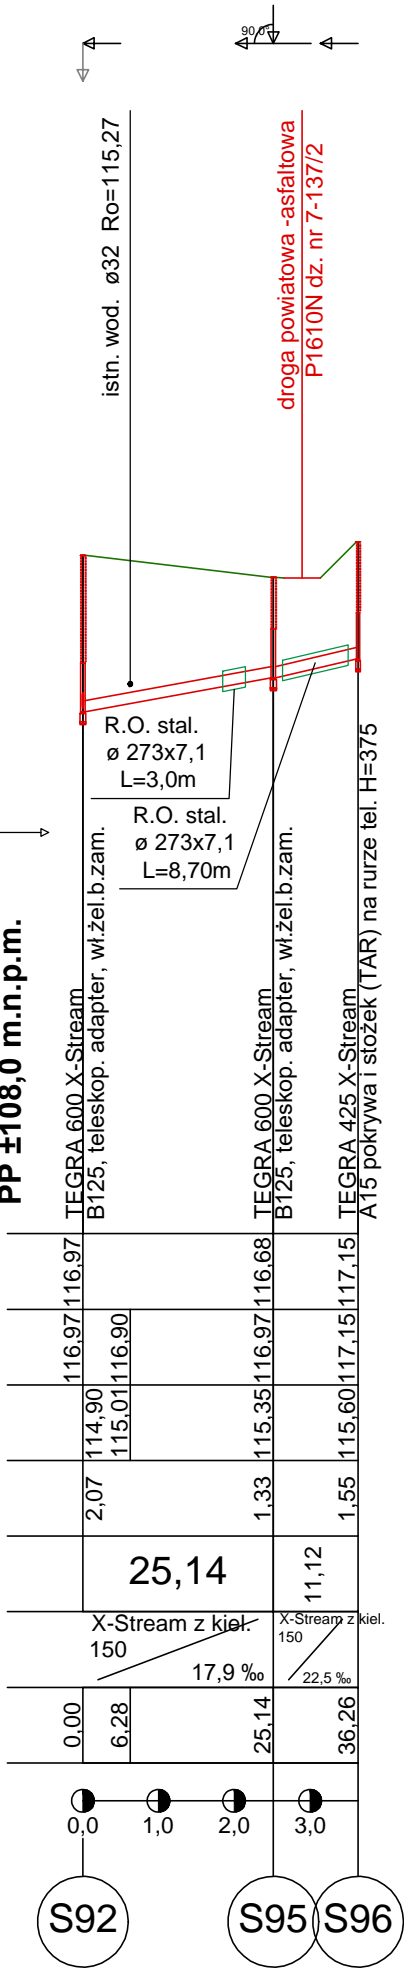 90,0°
istn. wod. ø32 Ro=115,27
droga powiatowa -asfaltowa
P1610N dz. nr 7-137/2
R.O. stal.
ø 273x7,1
L=3,0m
R.O. stal.
ø 273x7,1
L=8,70m
PP ±108,0 m.n.p.m.
TEGRA 600 X-Stream
B125, teleskop. adapter, wł.żel.b.zam.
TEGRA 600 X-Stream
B125, teleskop. adapter, wł.żel.b.zam.
TEGRA 425 X-Stream
A15 pokrywa i stożek (TAR) na rurze tel. H=375
116,97 116,68 117,15
116,97 116,90 116,97 117,15
114,90 115,01 115,35 115,60
2,07 1,33 1,55
25,14 11,12
X-Stream z kiel. X-Stream z kiel.
150 150
17,9 ‰ 22,5 ‰
0,00 6,28 25,14 36,26
0,0 1,0 2,0 3,0
S92 S95 S96